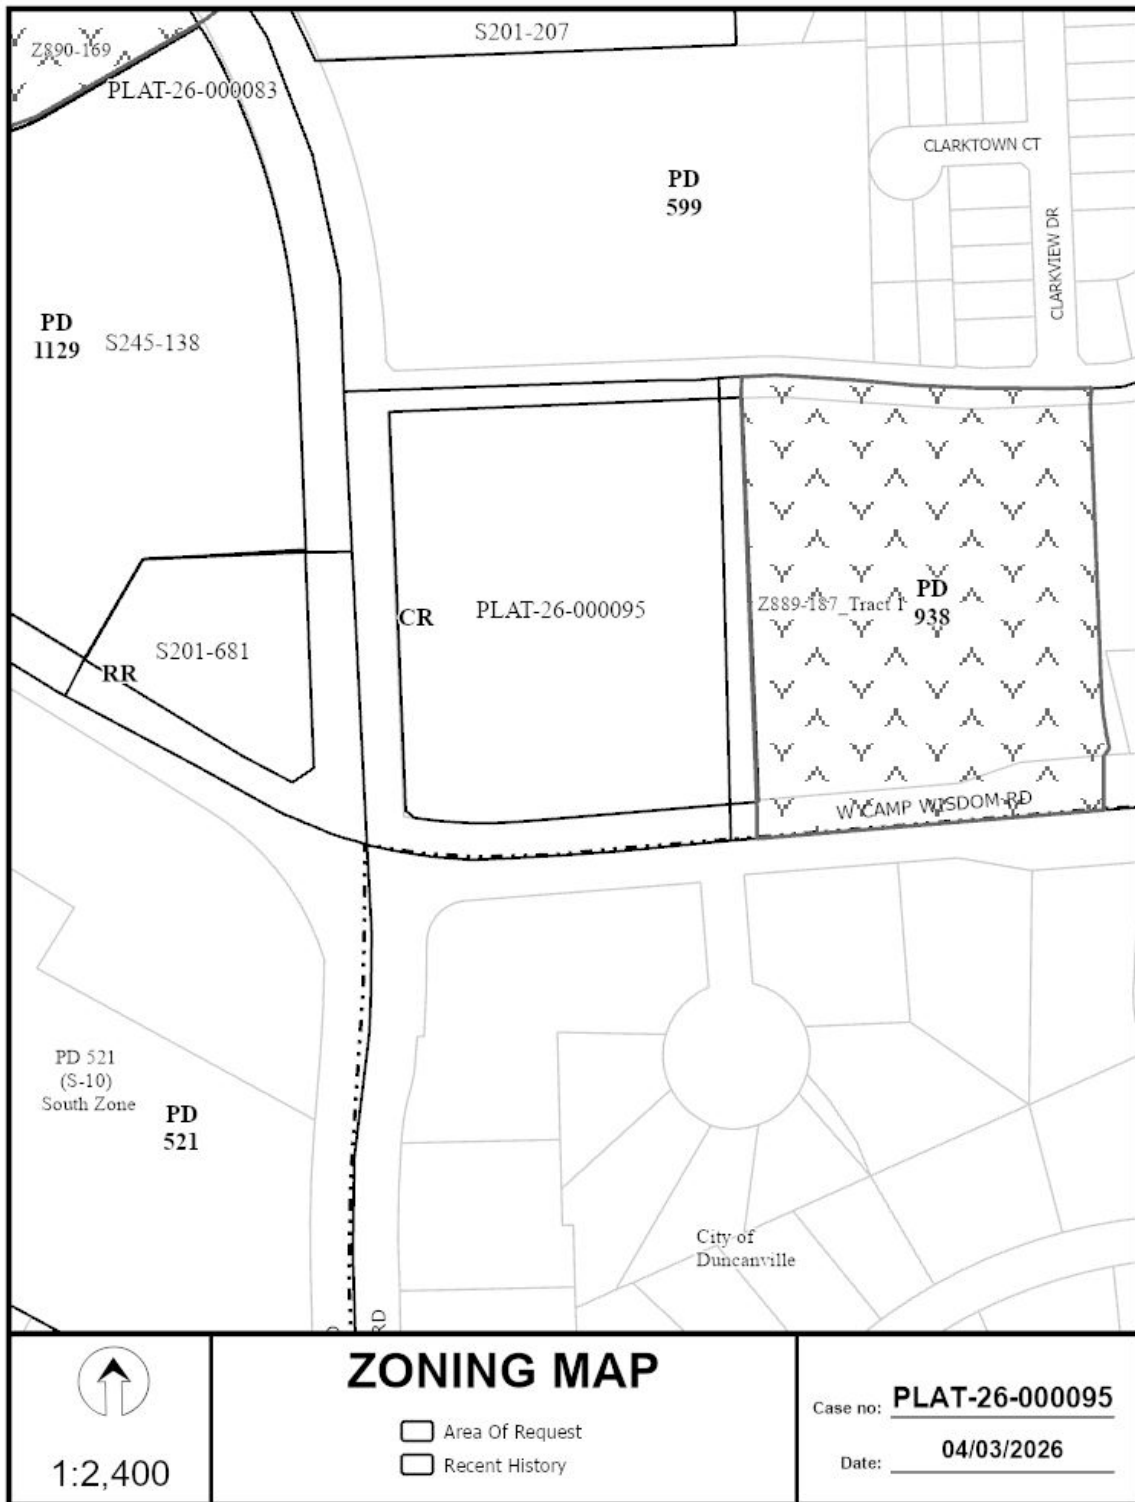 S201-207
Z890-169
PLAT-26-000083
CLARKTOWN CT
PD
599
CLARKVIEW DR
PD
1129
S245-138
CR
PLAT-26-000095
Z889-187_Tract 1
PD
938
S201-681
RR
W CAMP WISDOM RD
PD 521
(S-10)
South Zone
PD
521
City of
Duncanville
RD
ZONING MAP
Area Of Request
Recent History
1:2,400
Case no: PLAT-26-000095
Date: 04/03/2026